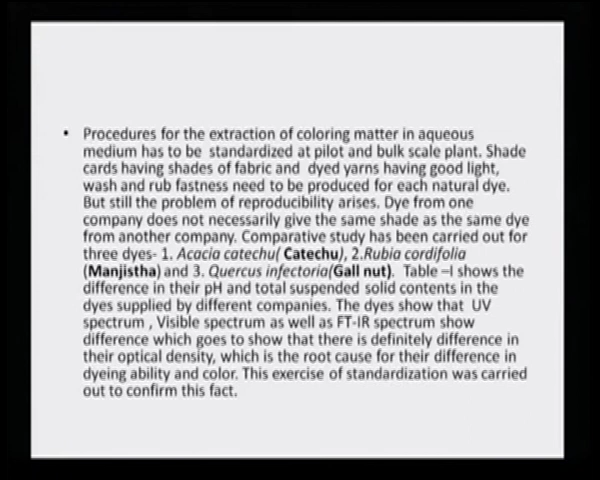 • Procedures for the extraction of coloring matter in aqueous
medium has to be  standardized at pilot and bulk scale plant. Shade
cards having shades of fabric and  dyed yarns having good light,
wash and rub fastness need to be produced for each natural dye.
But still the problem of reproducibility arises. Dye from one
company does not necessarily give the same shade as the same dye
from another company. Comparative study has been carried out for
three dyes- 1. Acacia catechu( Catechu), 2.Rubia cordifolia
(Manjistha) and 3. Quercus infectoria(Gall nut).  Table –I shows the
difference in their pH and total suspended solid contents in the
dyes supplied by different companies. The dyes show that  UV
spectrum , Visible spectrum as well as FT-IR spectrum show
difference which goes to show that there is definitely difference in
their optical density, which is the root cause for their difference in
dyeing ability and color. This exercise of standardization was carried
out to confirm this fact.